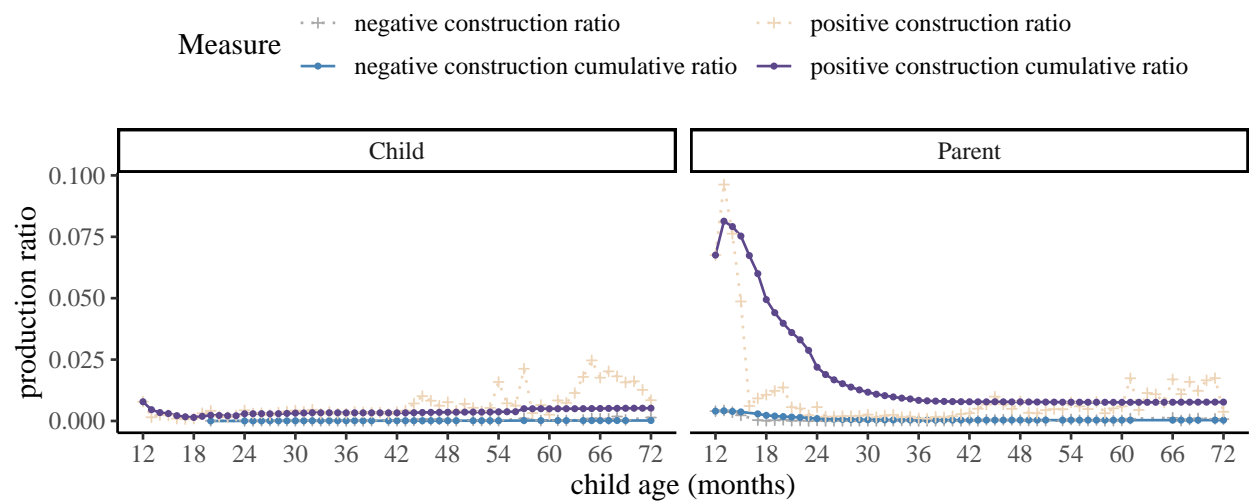 Measure
negative construction ratio
positive construction ratio
negative construction cumulative ratio
positive construction cumulative ratio
Child
Parent
production ratio
0.100
0.075
0.050
0.025
0.000
12 18 24 30 36 42 48 54 60 66 72
12 18 24 30 36 42 48 54 60 66 72
child age (months)